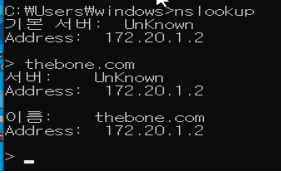 C:₩Users₩windows>nslookup
기본 서버:  UnKnown
Address:  172.20.1.2
> thebone.com
서버:    UnKnown
Address:  172.20.1.2
이름:    thebone.com
Address:  172.20.1.2
>